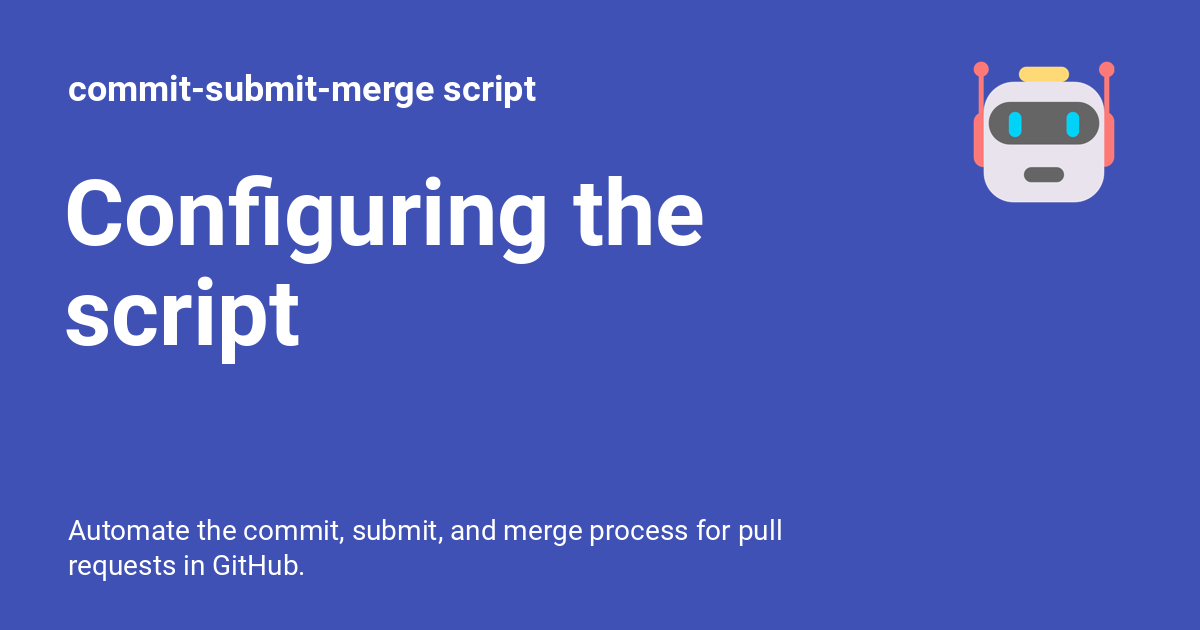 commit-submit-merge script
Configuring the
script
Automate the commit, submit, and merge process for pull
requests in GitHub.